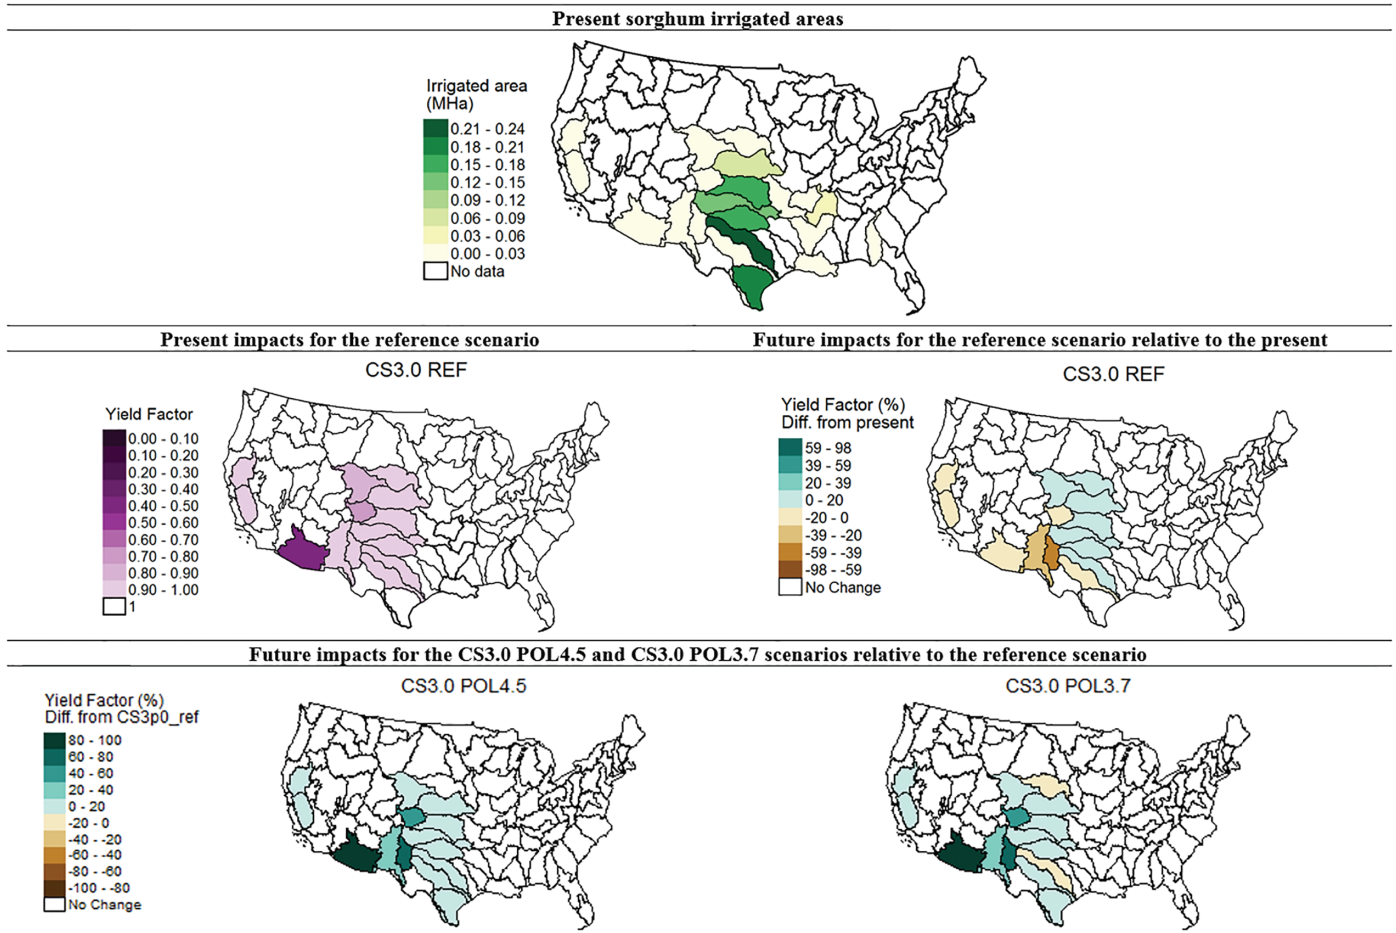 Present sorghum irrigated areas
Irrigated area
(MHa)
0.21 - 0.24
0.18 - 0.21
0.15 - 0.18
0.12 - 0.15
0.09 - 0.12
0.06 - 0.09
0.03 - 0.06
0.00 - 0.03
No data
Present impacts for the reference scenario
Future impacts for the reference scenario relative to the present
CS3.0 REF
Yield Factor
0.00 - 0.10
0.10 - 0.20
0.20 - 0.30
0.30 - 0.40
0.40 - 0.50
0.50 - 0.60
0.60 - 0.70
0.70 - 0.80
0.80 - 0.90
0.90 - 1.00
1
CS3.0 REF
Yield Factor (%)
Diff. from present
59 - 98
39 - 59
20 - 39
0 - 20
-20 - 0
-39 - -20
-59 - -39
-98 - -59
No Change
Future impacts for the CS3.0 POL4.5 and CS3.0 POL3.7 scenarios relative to the reference scenario
Yield Factor (%)
Diff. from CS3p0_ref
80 - 100
60 - 80
40 - 60
20 - 40
0 - 20
-20 - 0
-40 - -20
-60 - -40
-80 - -60
-100 - -80
No Change
CS3.0 POL4.5
CS3.0 POL3.7